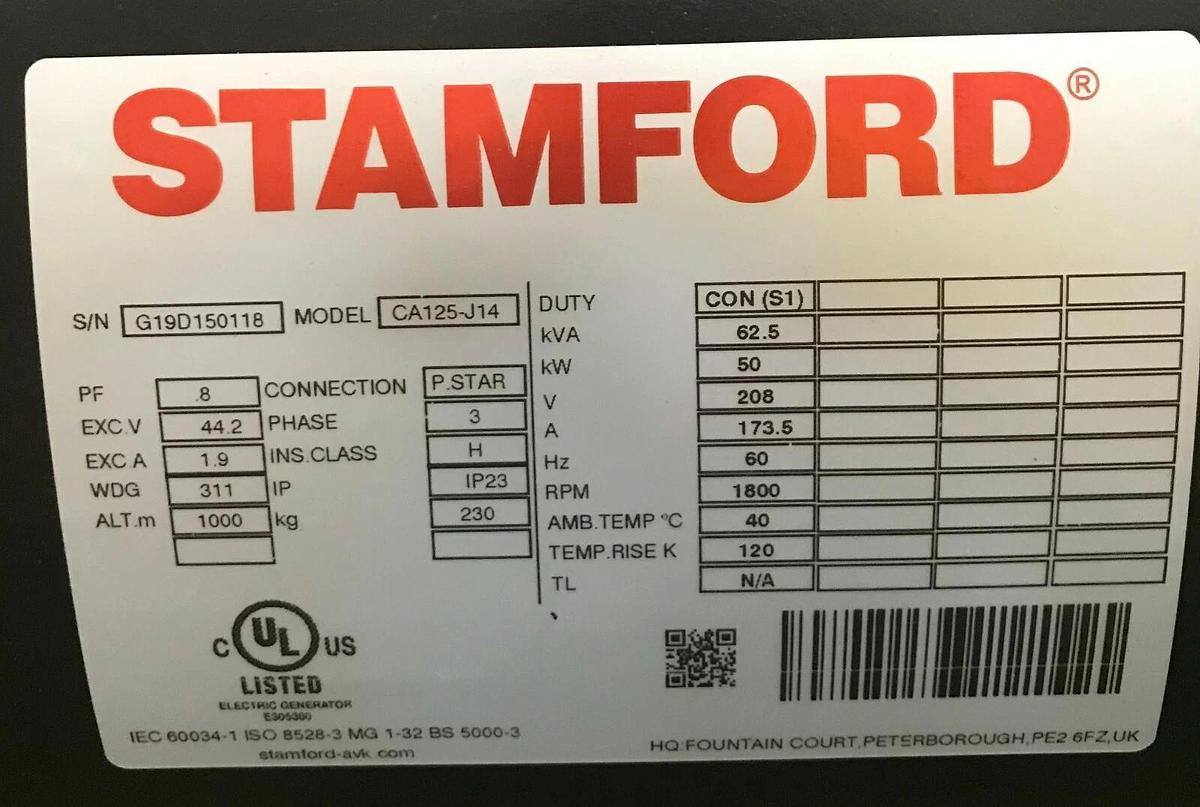 STAMFORD®
S/N G19D150118 MODEL CA125-J14
PF .8 CONNECTION P.STAR
EXC.V 44.2 PHASE 3
EXC.A 1.9 INS.CLASS H
WDG 311 IP IP23
ALT.m 1000 kg 230
DUTY CON (S1)
kVA 62.5
kW 50
V 208
A 173.5
Hz 60
RPM 1800
AMB.TEMP ºC 40
TEMP.RISE K 120
TL N/A
C UL US
LISTED
ELECTRIC GENERATOR
E305300
IEC 60034-1 ISO 8528-3 MG 1-32 BS 5000-3
stamford-avk.com
HQ:FOUNTAIN COURT,PETERBOROUGH,PE2 6FZ,UK